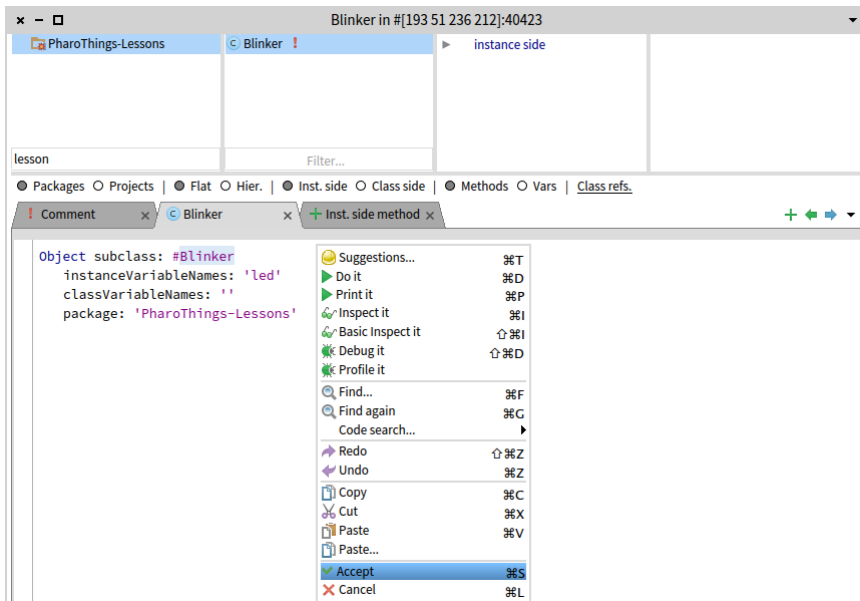 Blinker in #[193 51 236 212]:40423
PharoThings-Lessons
C Blinker !
instance side
lesson
Filter...
Packages Projects | Flat Hier. | Inst. side Class side | Methods Vars | Class refs.
! Comment x
C Blinker x
+ Inst. side method x
Object subclass: #Blinker
instanceVariableNames: 'led'
classVariableNames: ''
package: 'PharoThings-Lessons'
Suggestions... ⌘T
Do it ⌘D
Print it ⌘P
Inspect it ⌘I
Basic Inspect it ⇧⌘I
Debug it ⇧⌘D
Profile it
Find... ⌘F
Find again ⌘G
Code search...
Redo ⇧⌘Z
Undo ⌘Z
Copy ⌘C
Cut ⌘X
Paste ⌘V
Paste...
Accept ⌘S
Cancel ⌘L